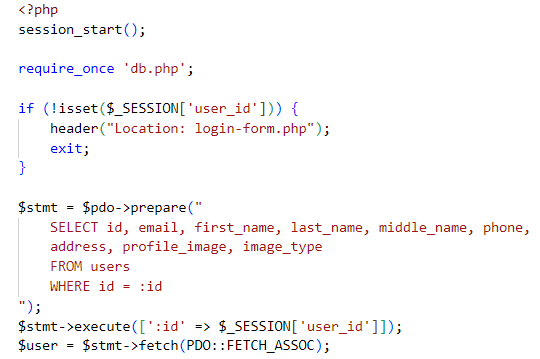 <?php
session_start();
require_once 'db.php';
if (!isset($_SESSION['user_id'])) {
header("Location: login-form.php");
exit;
}
$stmt = $pdo->prepare("
SELECT id, email, first_name, last_name, middle_name, phone,
address, profile_image, image_type
FROM users
WHERE id = :id
");
$stmt->execute([':id' => $_SESSION['user_id']]);
$user = $stmt->fetch(PDO::FETCH_ASSOC);